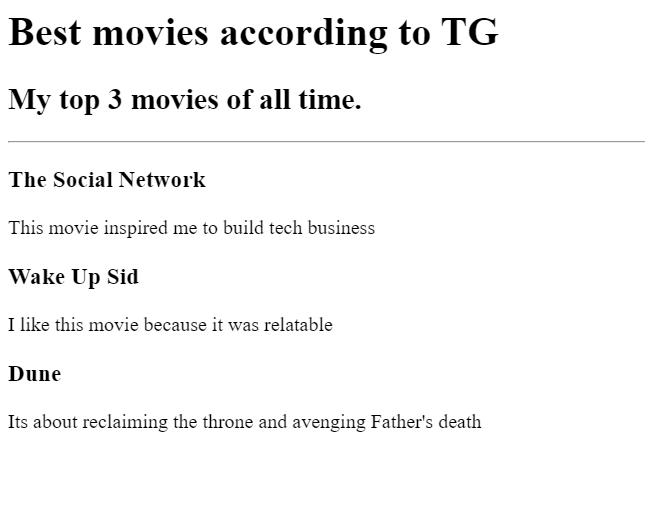 Best movies according to TG
My top 3 movies of all time.
The Social Network
This movie inspired me to build tech business
Wake Up Sid
I like this movie because it was relatable
Dune
Its about reclaiming the throne and avenging Father's death